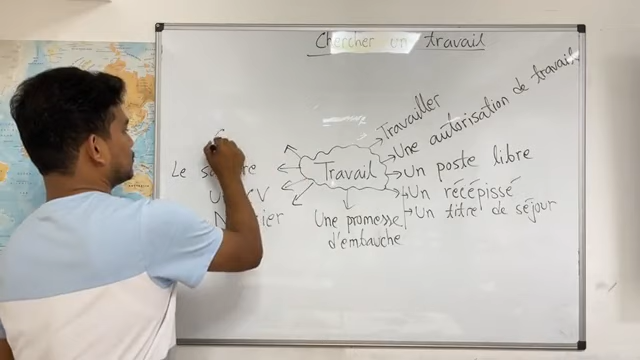 Chercher un travail
Travailler
Une autorisation de travail
Un poste libre
Un récépissé
Un titre de séjour
Travail
Une promesse
d'embauche
Le